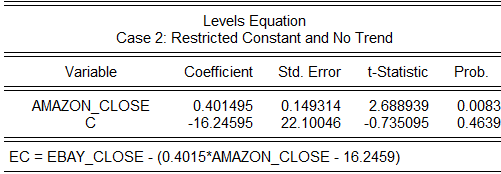 Levels Equation
Case 2: Restricted Constant and No Trend
Variable Coefficient Std. Error t-Statistic Prob.
AMAZON_CLOSE 0.401495 0.149314 2.688939 0.0083
C -16.24595 22.10046 -0.735095 0.4639
EC = EBAY_CLOSE - (0.4015*AMAZON_CLOSE - 16.2459)